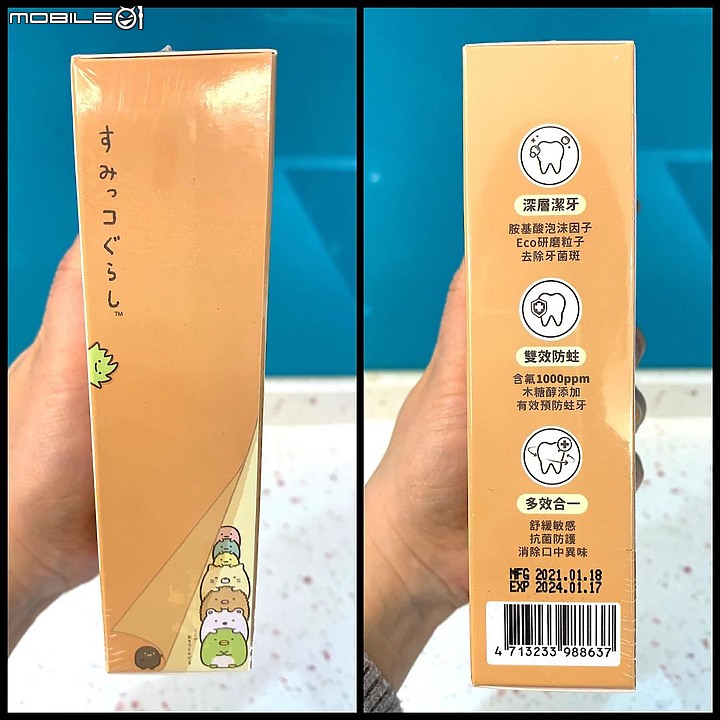 MOBILE01
すみっコぐらし
TM
深層潔牙
胺基酸泡沫因子
Eco研磨粒子
去除牙菌斑
雙效防蛀
含氟1000ppm
木糖醇添加
有效預防蛀牙
多效合一
舒緩敏感
抗菌防護
消除口中異味
MFG 2021.01.18
EXP 2024.01.17
4 713233 988637